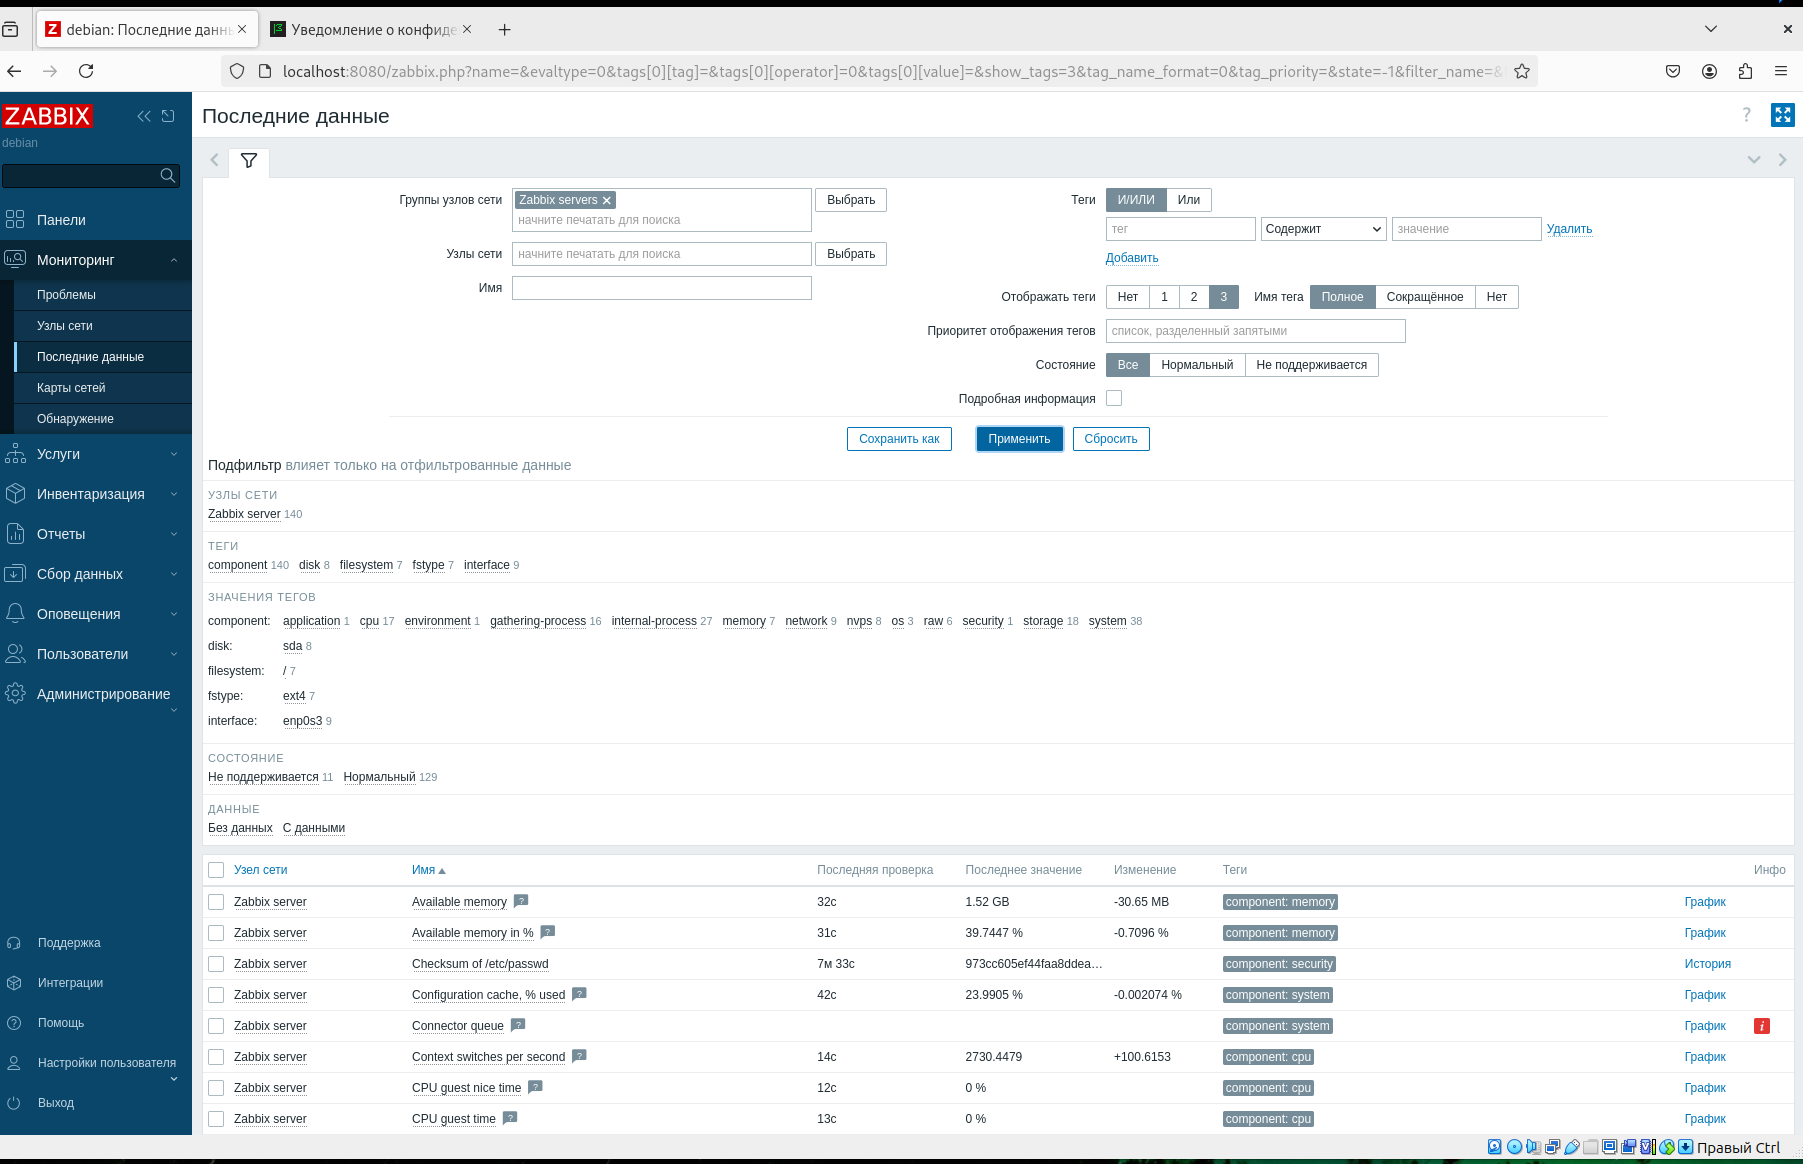 debian: Последние данн
Уведомление о конфиде
localhost:8080/zabbix.php?name=&evaltype=0&tags[0][tag]=&tags[0][operator]=0&tags[0][value]=&show_tags=3&tag_name_format=0&tag_priority=&state=-1&filter_name=&
ZABBIX
debian
Последние данные
?
Панели
Мониторинг
Проблемы
Узлы сети
Последние данные
Карты сетей
Обнаружение
Услуги
Инвентаризация
Отчеты
Сбор данных
Оповещения
Пользователи
Администрирование
Поддержка
Интеграции
Помощь
Настройки пользователя
Выход
Группы узлов сети Zabbix servers Выбрать
начните печатать для поиска
Узлы сети начните печатать для поиска Выбрать
Имя
Теги И/ИЛИ Или
тег Содержит значение Удалить
Добавить
Отображать теги Нет 1 2 3 Имя тега Полное Сокращённое Нет
Приоритет отображения тегов список, разделенный запятыми
Состояние Все Нормальный Не поддерживается
Подробная информация
Сохранить как Применить Сбросить
Подфильтр влияет только на отфильтрованные данные
УЗЛЫ СЕТИ
Zabbix server 140
ТЕГИ
component 140 disk 8 filesystem 7 fstype 7 interface 9
ЗНАЧЕНИЯ ТЕГОВ
component: application 1 cpu 17 environment 1 gathering-process 16 internal-process 27 memory 7 network 9 nvps 8 os 3 raw 6 security 1 storage 18 system 38
disk: sda 8
filesystem: / 7
fstype: ext4 7
interface: enp0s3 9
СОСТОЯНИЕ
Не поддерживается 11 Нормальный 129
ДАННЫЕ
Без данных С данными
Узел сети Имя Последняя проверка Последнее значение Изменение Теги Инфо
Zabbix server Available memory ? 32с 1.52 GB -30.65 MB component: memory График
Zabbix server Available memory in % ? 31с 39.7447 % -0.7096 % component: memory График
Zabbix server Checksum of /etc/passwd 7м 33с 973cc605ef44faa8ddea… component: security История
Zabbix server Configuration cache, % used ? 42с 23.9905 % -0.002074 % component: system График
Zabbix server Connector queue ? component: system График i
Zabbix server Context switches per second ? 14с 2730.4479 +100.6153 component: cpu График
Zabbix server CPU guest nice time ? 12с 0 % component: cpu График
Zabbix server CPU guest time ? 13с 0 % component: cpu График
Правый Ctrl